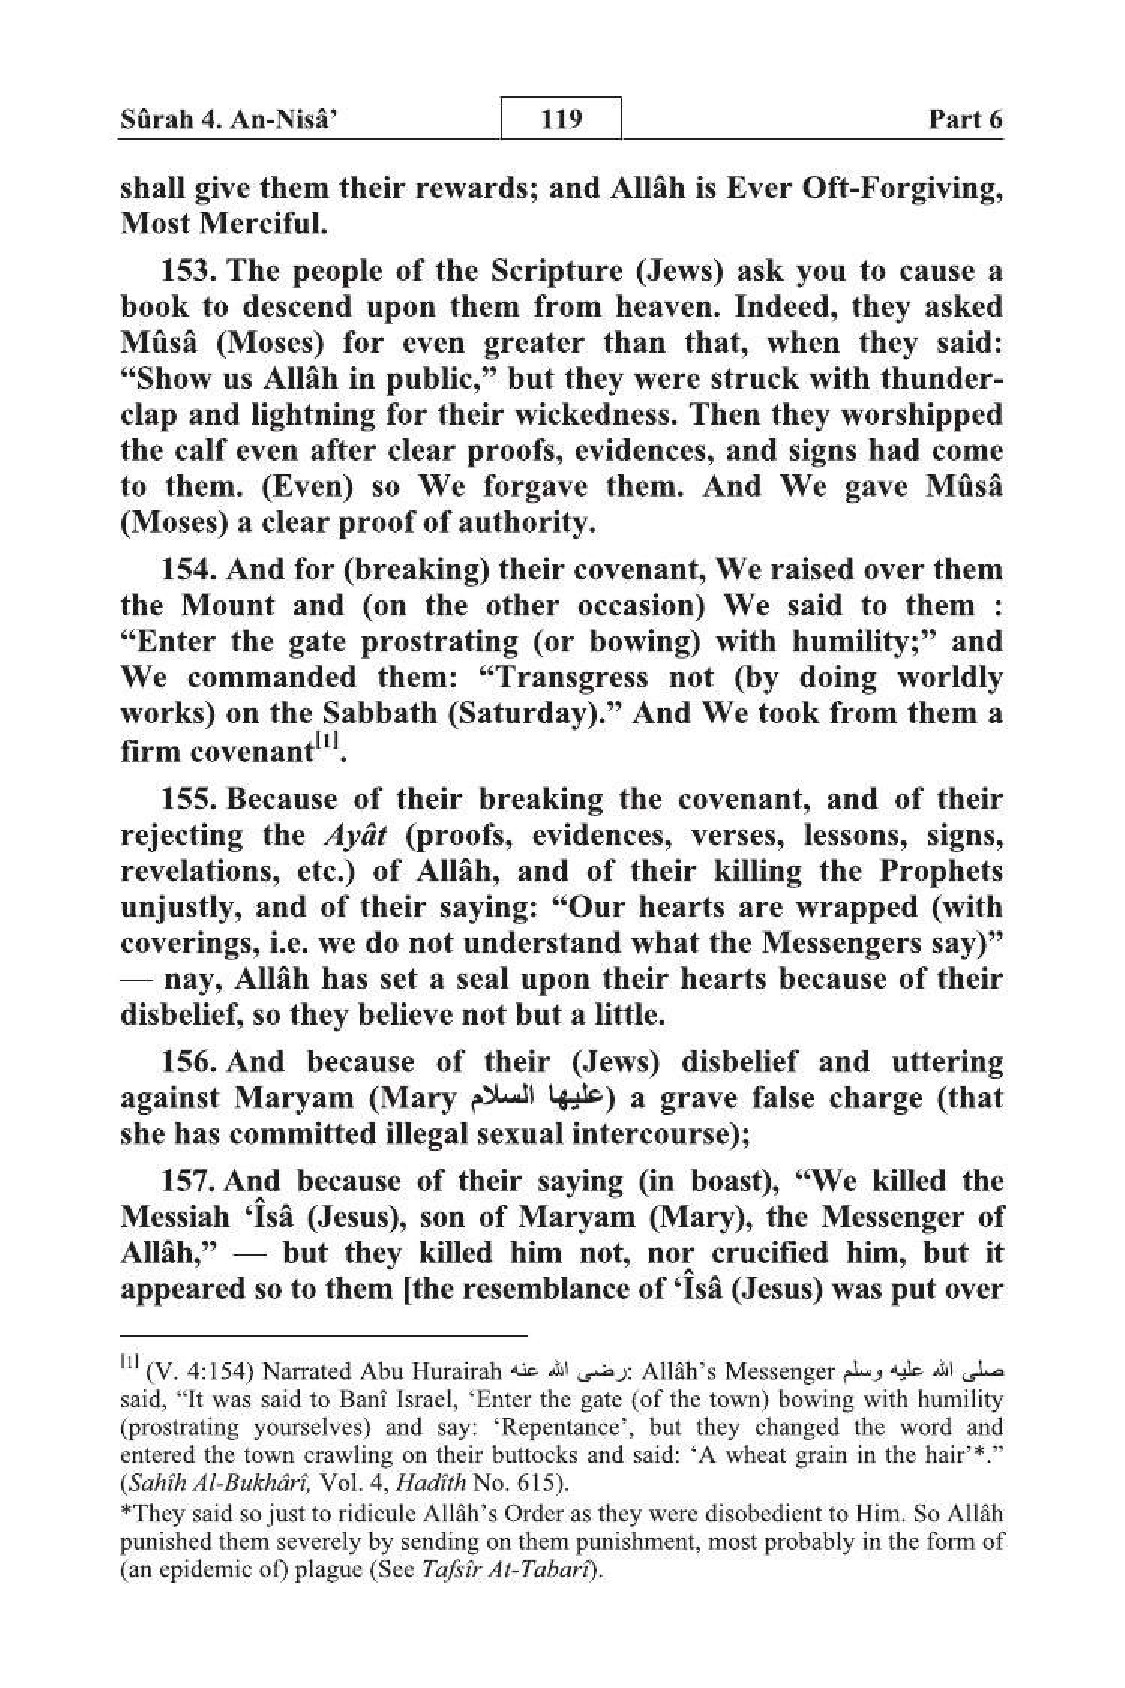 Sûrah 4. An-Nisâ’ 119 Part 6
shall give them their rewards; and Allâh is Ever Oft-Forgiving,
Most Merciful.
153. The people of the Scripture (Jews) ask you to cause a
book to descend upon them from heaven. Indeed, they asked
Mûsâ (Moses) for even greater than that, when they said:
“Show us Allâh in public,” but they were struck with thunder-
clap and lightning for their wickedness. Then they worshipped
the calf even after clear proofs, evidences, and signs had come
to them. (Even) so We forgave them. And We gave Mûsâ
(Moses) a clear proof of authority.
154. And for (breaking) their covenant, We raised over them
the Mount and (on the other occasion) We said to them :
“Enter the gate prostrating (or bowing) with humility;” and
We commanded them: “Transgress not (by doing worldly
works) on the Sabbath (Saturday).” And We took from them a
firm covenant[1].
155. Because of their breaking the covenant, and of their
rejecting the Ayât (proofs, evidences, verses, lessons, signs,
revelations, etc.) of Allâh, and of their killing the Prophets
unjustly, and of their saying: “Our hearts are wrapped (with
coverings, i.e. we do not understand what the Messengers say)”
— nay, Allâh has set a seal upon their hearts because of their
disbelief, so they believe not but a little.
156. And because of their (Jews) disbelief and uttering
against Maryam (Mary عليها السلام) a grave false charge (that
she has committed illegal sexual intercourse);
157. And because of their saying (in boast), “We killed the
Messiah ‘Îsâ (Jesus), son of Maryam (Mary), the Messenger of
Allâh,” — but they killed him not, nor crucified him, but it
appeared so to them [the resemblance of ‘Îsâ (Jesus) was put over
[1] (V. 4:154) Narrated Abu Hurairah رضى الله عنه: Allâh’s Messenger صلى الله عليه وسلم
said, “It was said to Banî Israel, ‘Enter the gate (of the town) bowing with humility
(prostrating yourselves) and say: ‘Repentance’, but they changed the word and
entered the town crawling on their buttocks and said: ‘A wheat grain in the hair’*.”
(Sahîh Al-Bukhârî, Vol. 4, Hadîth No. 615).
*They said so just to ridicule Allâh’s Order as they were disobedient to Him. So Allâh
punished them severely by sending on them punishment, most probably in the form of
(an epidemic of) plague (See Tafsîr At-Tabarî).